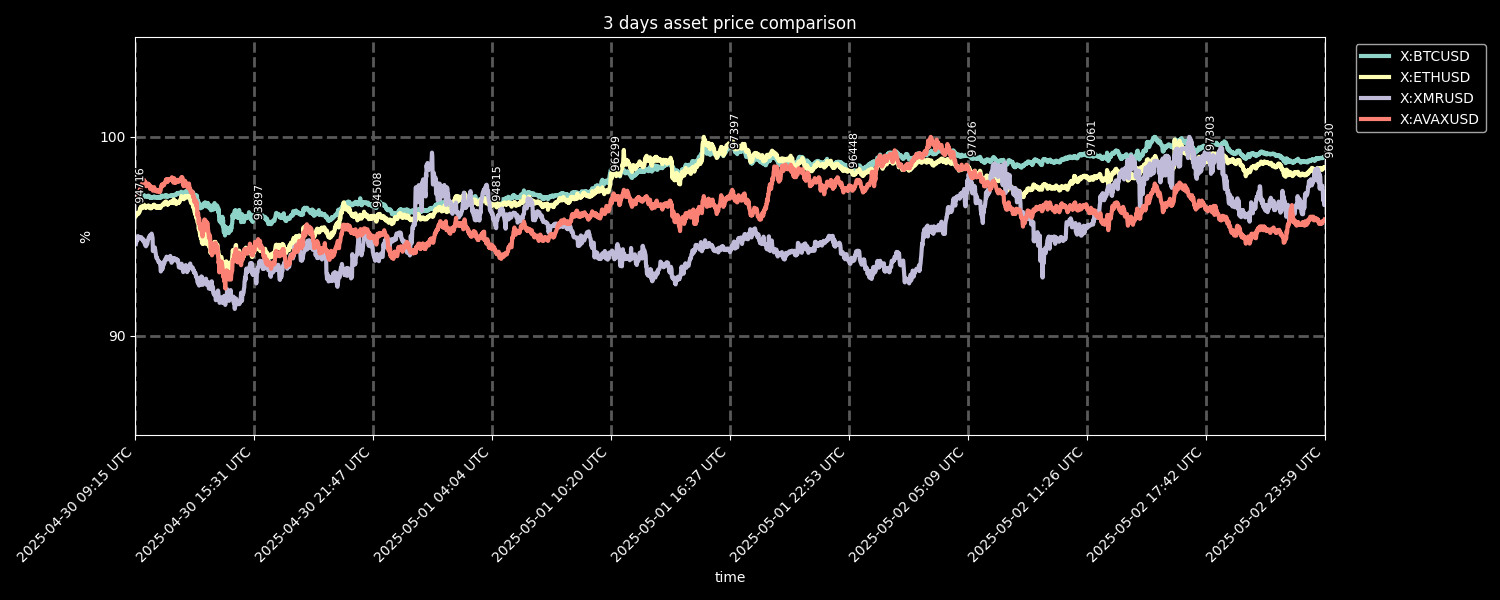 3 days asset price comparison
X:BTCUSD
X:ETHUSD
X:XMRUSD
X:AVAXUSD
100
90
%
93897
94508
94815
96299
97397
96448
97026
97061
97303
96930
2025-04-30 09:15 UTC
2025-04-30 15:31 UTC
2025-04-30 21:47 UTC
2025-05-01 04:04 UTC
2025-05-01 10:20 UTC
2025-05-01 16:37 UTC
2025-05-01 22:53 UTC
2025-05-02 05:09 UTC
2025-05-02 11:26 UTC
2025-05-02 17:42 UTC
2025-05-02 23:59 UTC
time